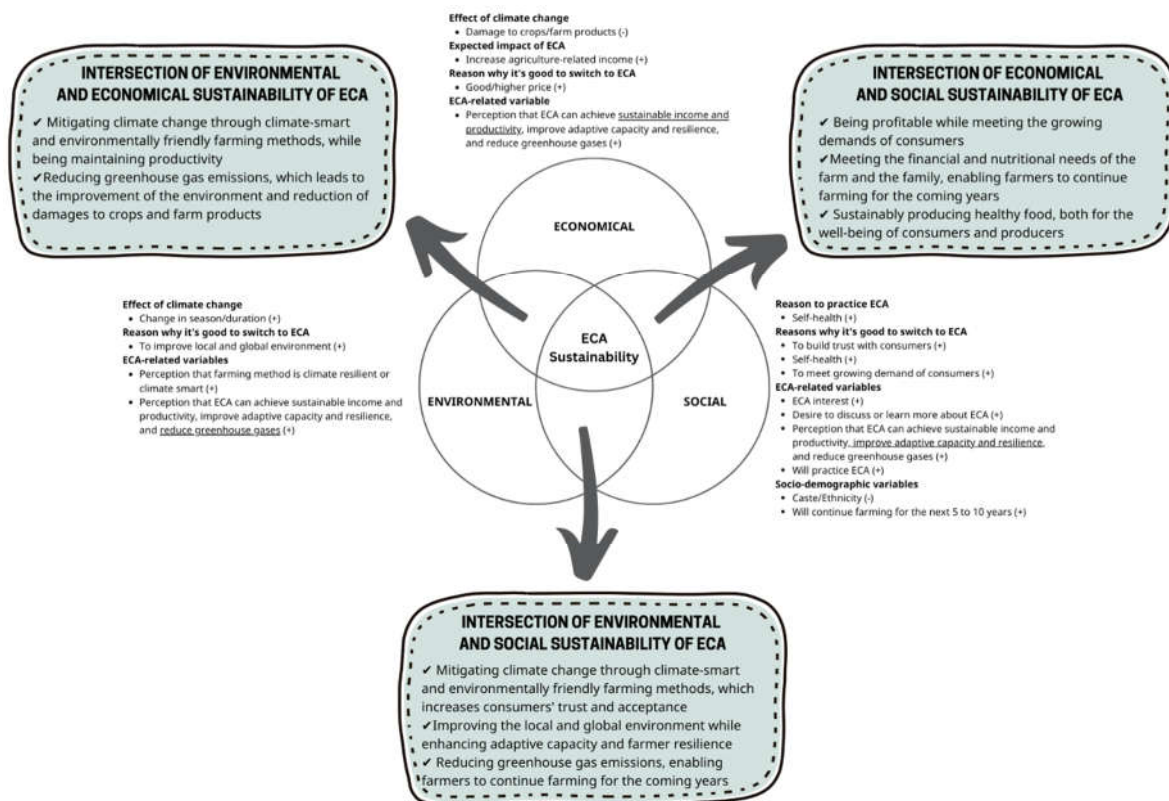 Effect of climate change
• Damage to crops/farm products (-)
Expected impact of ECA
• Increase agriculture-related income (+)
Reason why it's good to switch to ECA
• Good/higher price (+)
ECA-related variable
• Perception that ECA can achieve sustainable income and
productivity, improve adaptive capacity and resilience,
and reduce greenhouse gases (+)
INTERSECTION OF ENVIRONMENTAL
AND ECONOMICAL SUSTAINABILITY OF ECA
✔ Mitigating climate change through climate-smart
and environmentally friendly farming methods, while
being maintaining productivity
✔Reducing greenhouse gas emissions, which leads to
the improvement of the environment and reduction of
damages to crops and farm products
INTERSECTION OF ECONOMICAL
AND SOCIAL SUSTAINABILITY OF ECA
✔ Being profitable while meeting the growing
demands of consumers
✔Meeting the financial and nutritional needs of the
farm and the family, enabling farmers to continue
farming for the coming years
✔ Sustainably producing healthy food, both for the
well-being of consumers and producers
ECONOMICAL
ECA
Sustainability
ENVIRONMENTAL
SOCIAL
Effect of climate change
• Change in season/duration (+)
Reason why it's good to switch to ECA
• To improve local and global environment (+)
ECA-related variables
• Perception that farming method is climate resilient or
climate smart (+)
• Perception that ECA can achieve sustainable income and
productivity, improve adaptive capacity and resilience,
and reduce greenhouse gases (+)
Reason to practice ECA
• Self-health (+)
Reasons why it's good to switch to ECA
• To build trust with consumers (+)
• Self-health (+)
• To meet growing demand of consumers (+)
ECA-related variables
• ECA interest (+)
• Desire to discuss or learn more about ECA (+)
• Perception that ECA can achieve sustainable income and
productivity, improve adaptive capacity and resilience,
and reduce greenhouse gases (+)
• Will practice ECA (+)
Socio-demographic variables
• Caste/Ethnicity (-)
• Will continue farming for the next 5 to 10 years (+)
INTERSECTION OF ENVIRONMENTAL
AND SOCIAL SUSTAINABILITY OF ECA
✔ Mitigating climate change through climate-smart
and environmentally friendly farming methods, which
increases consumers' trust and acceptance
✔Improving the local and global environment while
enhancing adaptive capacity and farmer resilience
✔ Reducing greenhouse gas emissions, enabling
farmers to continue farming for the coming years